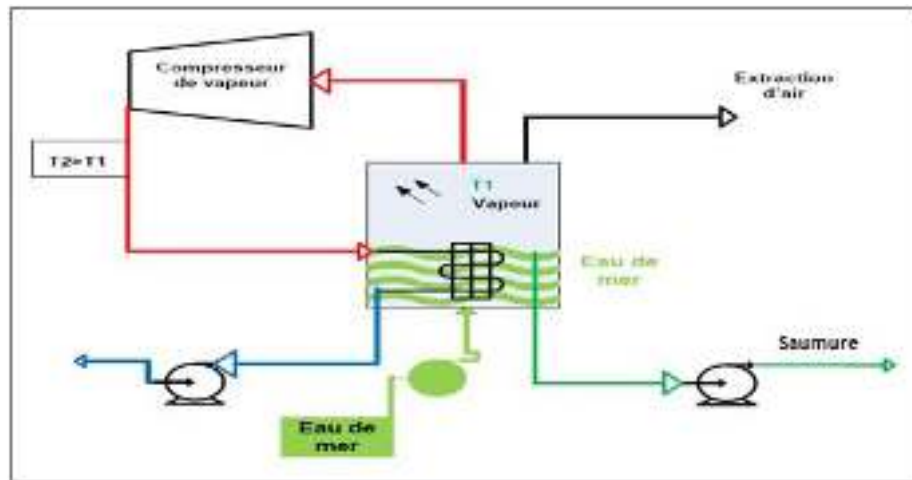 Compresseur
de vapeur
Extraction
d'air
T2>T1
T1
Vapeur
Eau de
mer
Saumure
Eau de
mer